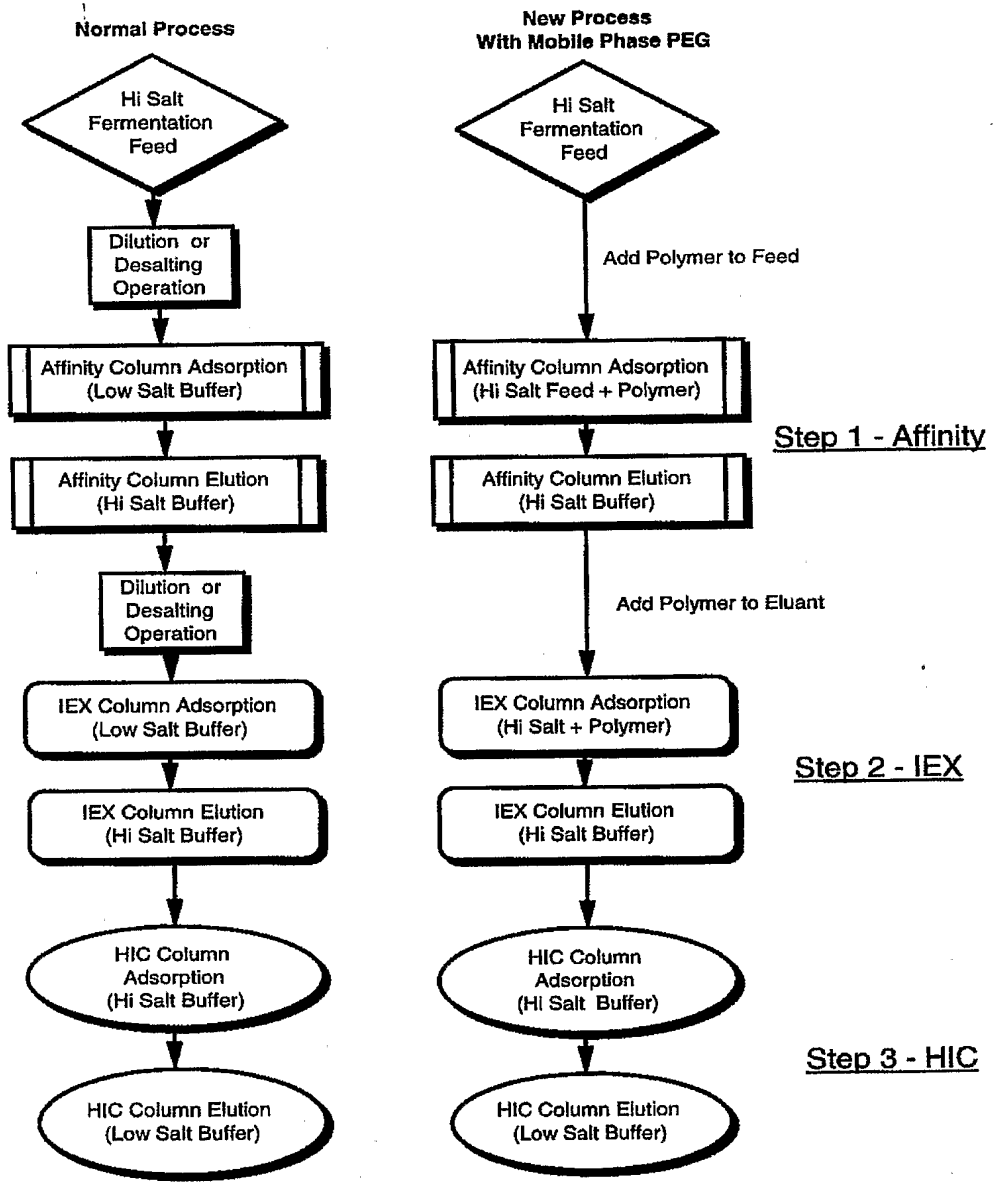 Normal Process
Hi Salt
Fermentation
Feed
Dilution or
Desalting
Operation
Affinity Column Adsorption
(Low Salt Buffer)
Affinity Column Elution
(Hi Salt Buffer)
Dilution or
Desalting
Operation
IEX Column Adsorption
(Low Salt Buffer)
IEX Column Elution
(Hi Salt Buffer)
HIC Column
Adsorption
(Hi Salt Buffer)
HIC Column Elution
(Low Salt Buffer)
New Process
With Mobile Phase PEG
Hi Salt
Fermentation
Feed
Add Polymer to Feed
Affinity Column Adsorption
(Hi Salt Feed + Polymer)
Affinity Column Elution
(Hi Salt Buffer)
Add Polymer to Eluant
IEX Column Adsorption
(Hi Salt + Polymer)
IEX Column Elution
(Hi Salt Buffer)
HIC Column
Adsorption
(Hi Salt Buffer)
HIC Column Elution
(Low Salt Buffer)
Step 1 - Affinity
Step 2 - IEX
Step 3 - HIC